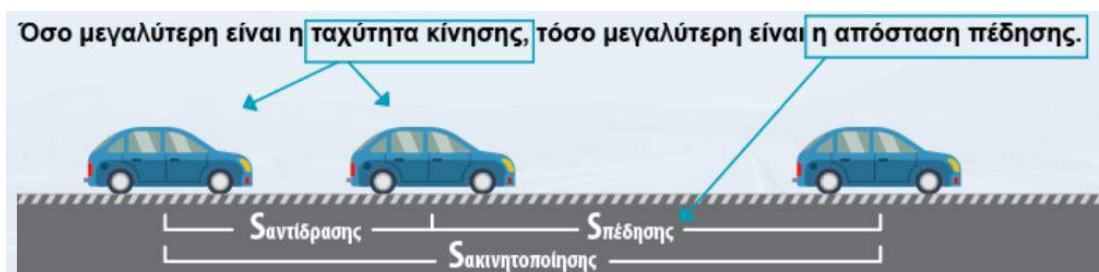 Όσο μεγαλύτερη είναι η ταχύτητα κίνησης, τόσο μεγαλύτερη είναι η απόσταση πέδησης.
Sαντίδρασης Sπέδησης
Sακινητοποίησης